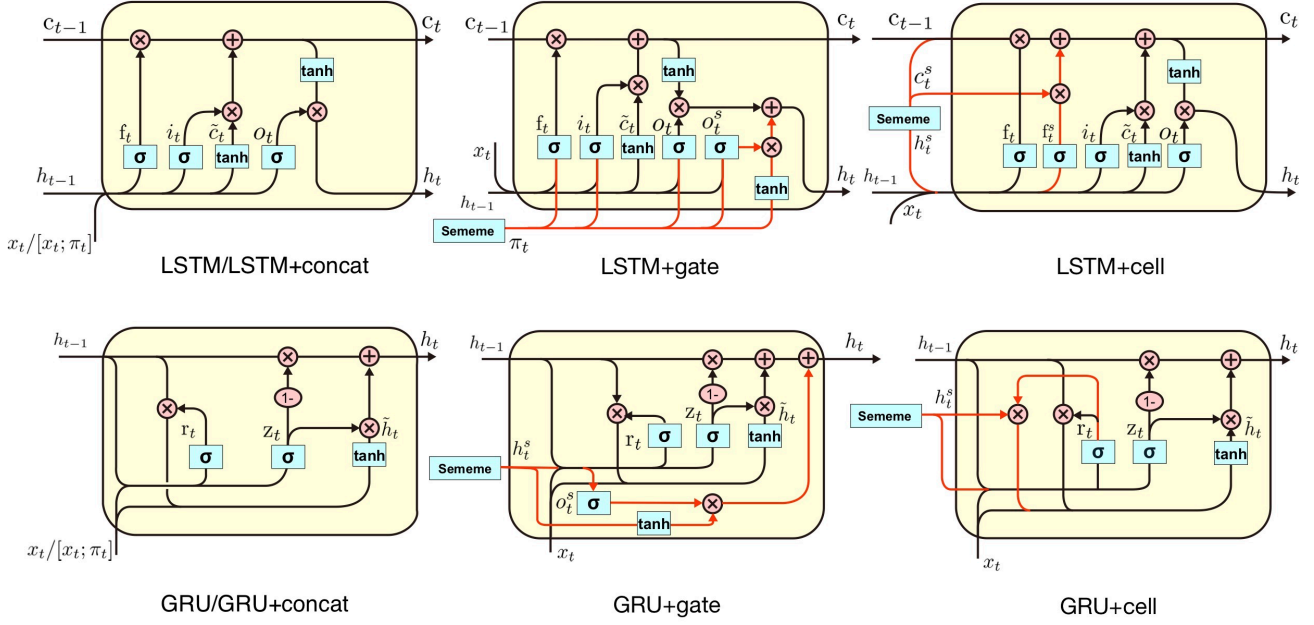 c_{t−1} c_t
tanh
f_t i_t c̃_t o_t
σ σ tanh σ
h_{t−1} h_t
x_t/[x_t; π_t]
LSTM/LSTM+concat
c_{t−1} c_t
tanh
f_t i_t c̃_t o_t o_t^s
x_t σ σ tanh σ σ
tanh
h_{t−1} h_t
Sememe π_t
LSTM+gate
c_{t−1} c_t
c_t^s tanh
Sememe
h_t^s f_t f_t^s i_t c̃_t o_t
σ σ σ tanh σ
h_{t−1} h_t
x_t
LSTM+cell
h_{t−1} h_t
1-
r_t z_t h̃_t
σ σ tanh
x_t/[x_t; π_t]
GRU/GRU+concat
h_{t−1} h_t
1-
r_t z_t h̃_t
σ σ tanh
h_t^s
Sememe
o_t^s σ
tanh
x_t
GRU+gate
h_{t−1} h_t
h_t^s 1-
Sememe r_t z_t h̃_t
σ σ tanh
x_t
GRU+cell